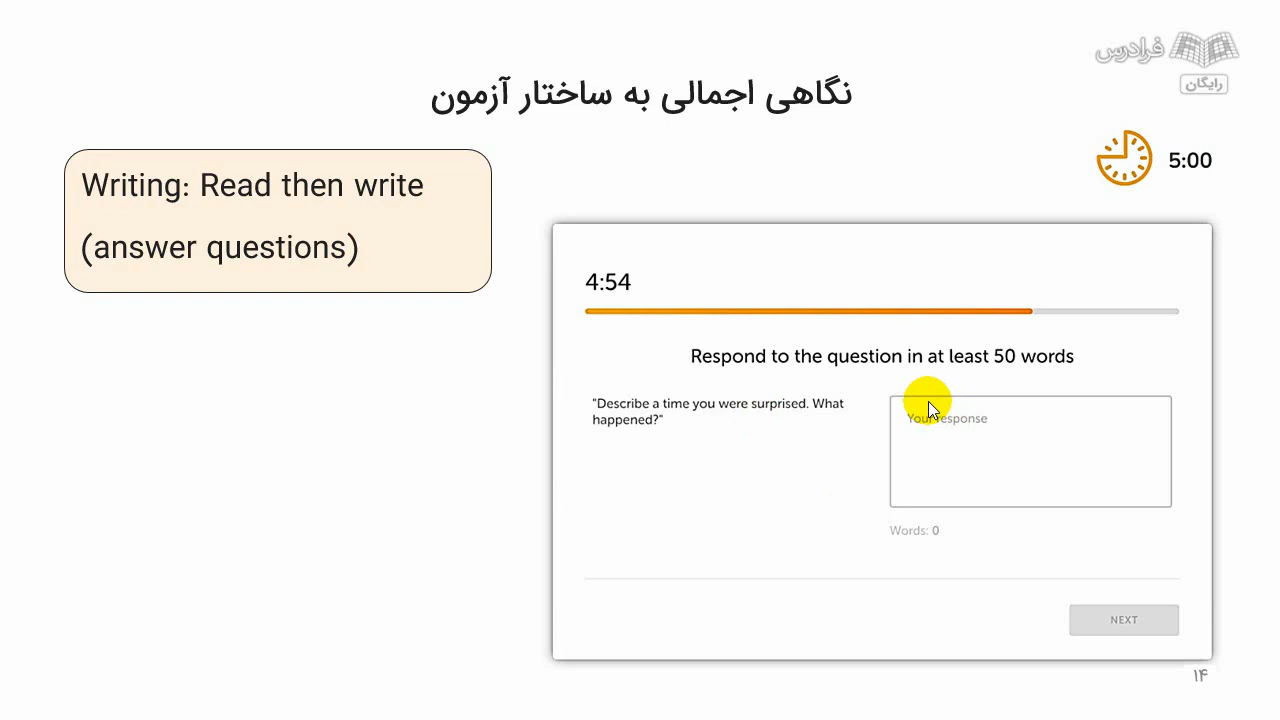 فرادرس
رایگان
نگاهی اجمالی به ساختار آزمون
5:00
Writing: Read then write
(answer questions)
4:54
Respond to the question in at least 50 words
"Describe a time you were surprised. What
happened?"
Your response
Words: 0
NEXT
۱۴